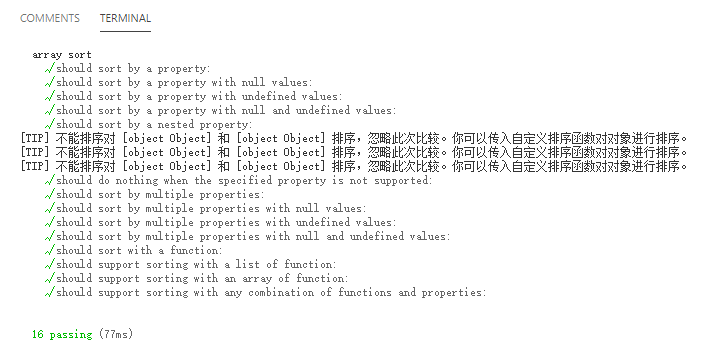 COMMENTS TERMINAL
array sort
✓should sort by a property:
✓should sort by a property with null values:
✓should sort by a property with undefined values:
✓should sort by a property with null and undefined values:
✓should sort by a nested property:
[TIP] 不能排序对 [object Object] 和 [object Object] 排序，忽略此次比较。你可以传入自定义排序函数对对象进行排序。
[TIP] 不能排序对 [object Object] 和 [object Object] 排序，忽略此次比较。你可以传入自定义排序函数对对象进行排序。
[TIP] 不能排序对 [object Object] 和 [object Object] 排序，忽略此次比较。你可以传入自定义排序函数对对象进行排序。
✓should do nothing when the specified property is not supported:
✓should sort by multiple properties:
✓should sort by multiple properties with null values:
✓should sort by multiple properties with undefined values:
✓should sort by multiple properties with null and undefined values:
✓should sort with a function:
✓should support sorting with a list of function:
✓should support sorting with an array of function:
✓should support sorting with any combination of functions and properties:
16 passing (77ms)